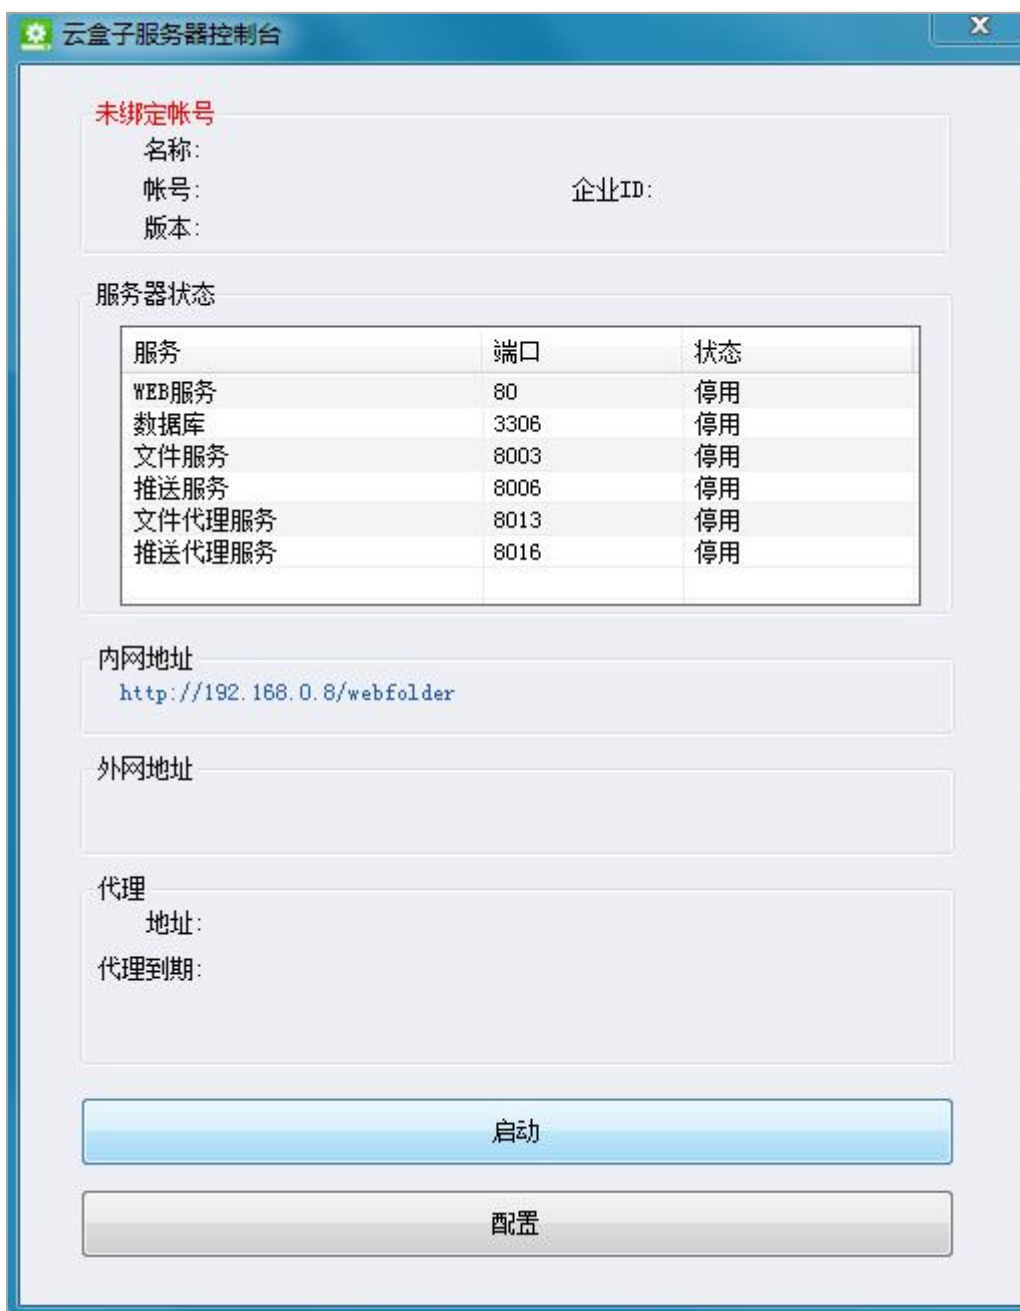 云盒子服务器控制台
未绑定帐号
名称:
帐号: 企业ID:
版本:
服务器状态
服务 端口 状态
WEB服务 80 停用
数据库 3306 停用
文件服务 8003 停用
推送服务 8006 停用
文件代理服务 8013 停用
推送代理服务 8016 停用
内网地址
http://192.168.0.8/webfolder
外网地址
代理
地址:
代理到期:
启动
配置